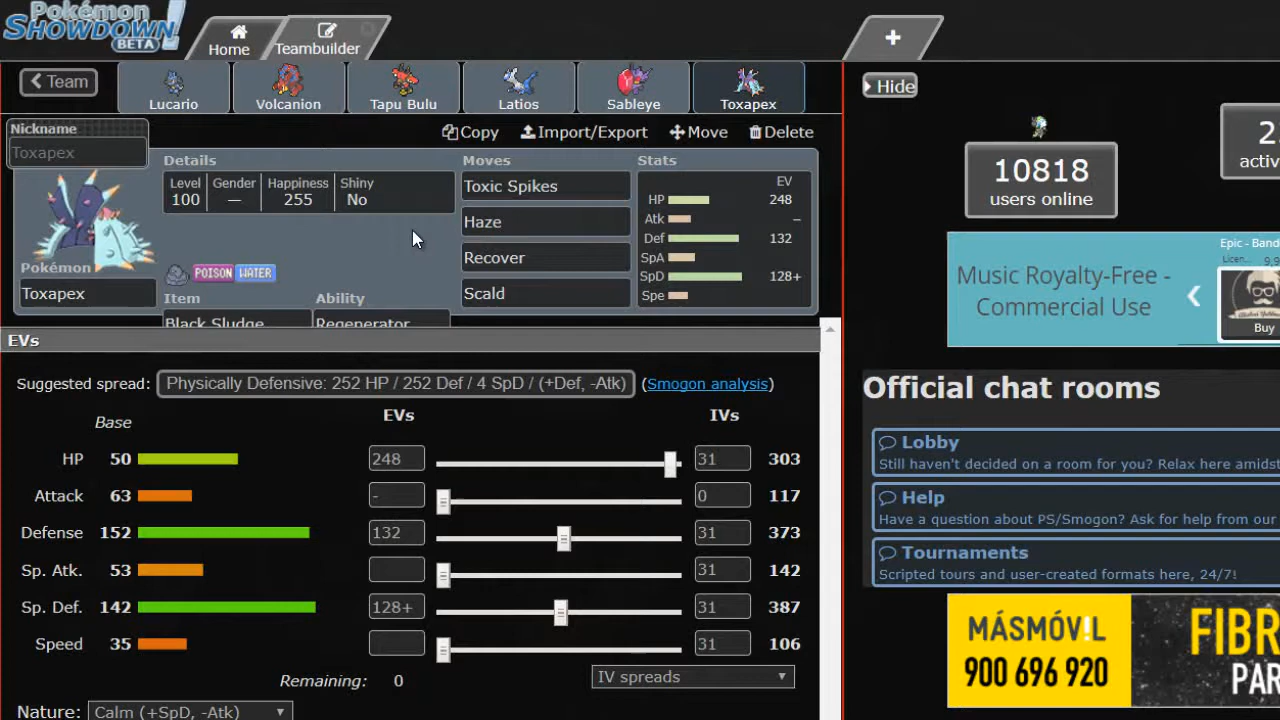 Pokémon
Showdown!
BETA
Home
Teambuilder
+
Team
Lucario
Volcanion
Tapu Bulu
Latios
Sableye
Toxapex
Hide
Nickname
Toxapex
Copy
Import/Export
Move
Delete
Details
Level
100
Gender
—
Happiness
255
Shiny
No
POISON WATER
Pokémon
Toxapex
Item
Black Sludge
Ability
Regenerator
Moves
Toxic Spikes
Haze
Recover
Scald
Stats
EV
HP 248
Atk –
Def 132
SpA
SpD 128+
Spe
10818
users online
2
activ
Epic - Band
Licen... 9,9
Music Royalty-Free -
Commercial Use
Buy
EVs
Suggested spread: Physically Defensive: 252 HP / 252 Def / 4 SpD / (+Def, -Atk) (Smogon analysis)
Base EVs IVs
HP 50 248 31 303
Attack 63 - 0 117
Defense 152 132 31 373
Sp. Atk. 53 31 142
Sp. Def. 142 128+ 31 387
Speed 35 31 106
Remaining: 0
IV spreads
Nature: Calm (+SpD, -Atk)
Official chat rooms
Lobby
Still haven't decided on a room for you? Relax here amidst
Help
Have a question about PS/Smogon? Ask for help from our
Tournaments
Scripted tours and user-created formats here, 24/7!
MÁSMÓVIL
900 696 920
FIBR
PAR